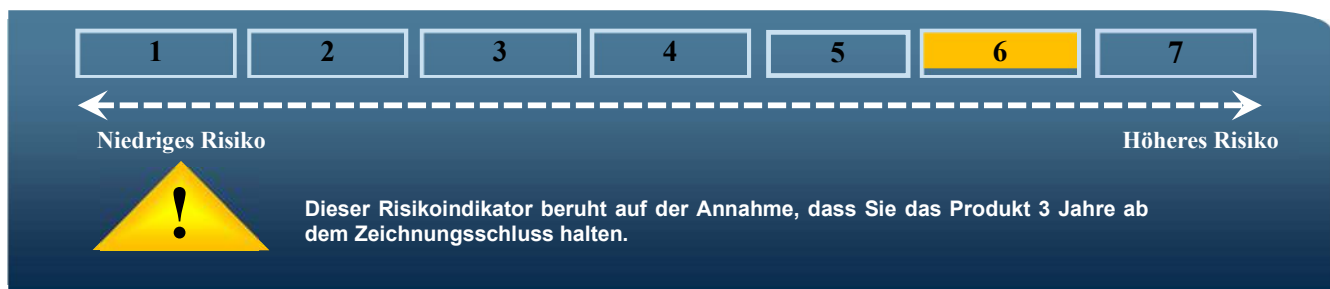 1 2 3 4 5 6 7
Niedriges Risiko Höheres Risiko
!
Dieser Risikoindikator beruht auf der Annahme, dass Sie das Produkt 3 Jahre ab
dem Zeichnungsschluss halten.